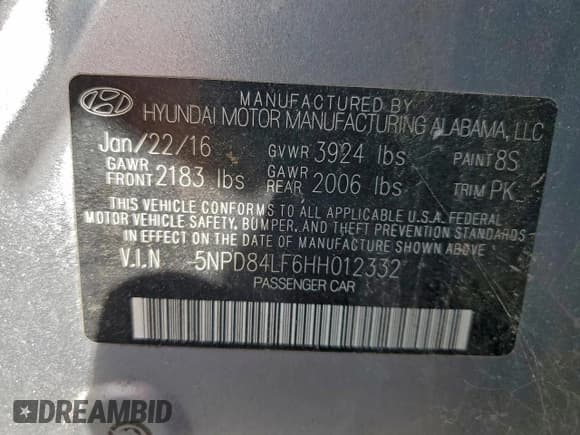 MANUFACTURED BY
HYUNDAI MOTOR MANUFACTURING ALABAMA, LLC
Jan/22/16 GVWR 3924 lbs PAINT 8S
GAWR FRONT 2183 lbs GAWR REAR 2006 lbs TRIM PK
THIS VEHICLE CONFORMS TO ALL APPLICABLE U.S.A. FEDERAL
MOTOR VEHICLE SAFETY, BUMPER, AND THEFT PREVENTION STANDARDS
IN EFFECT ON THE DATE OF MANUFACTURE SHOWN ABOVE.
V.I.N 5NPD84LF6HH012332
PASSENGER CAR
DREAMBID